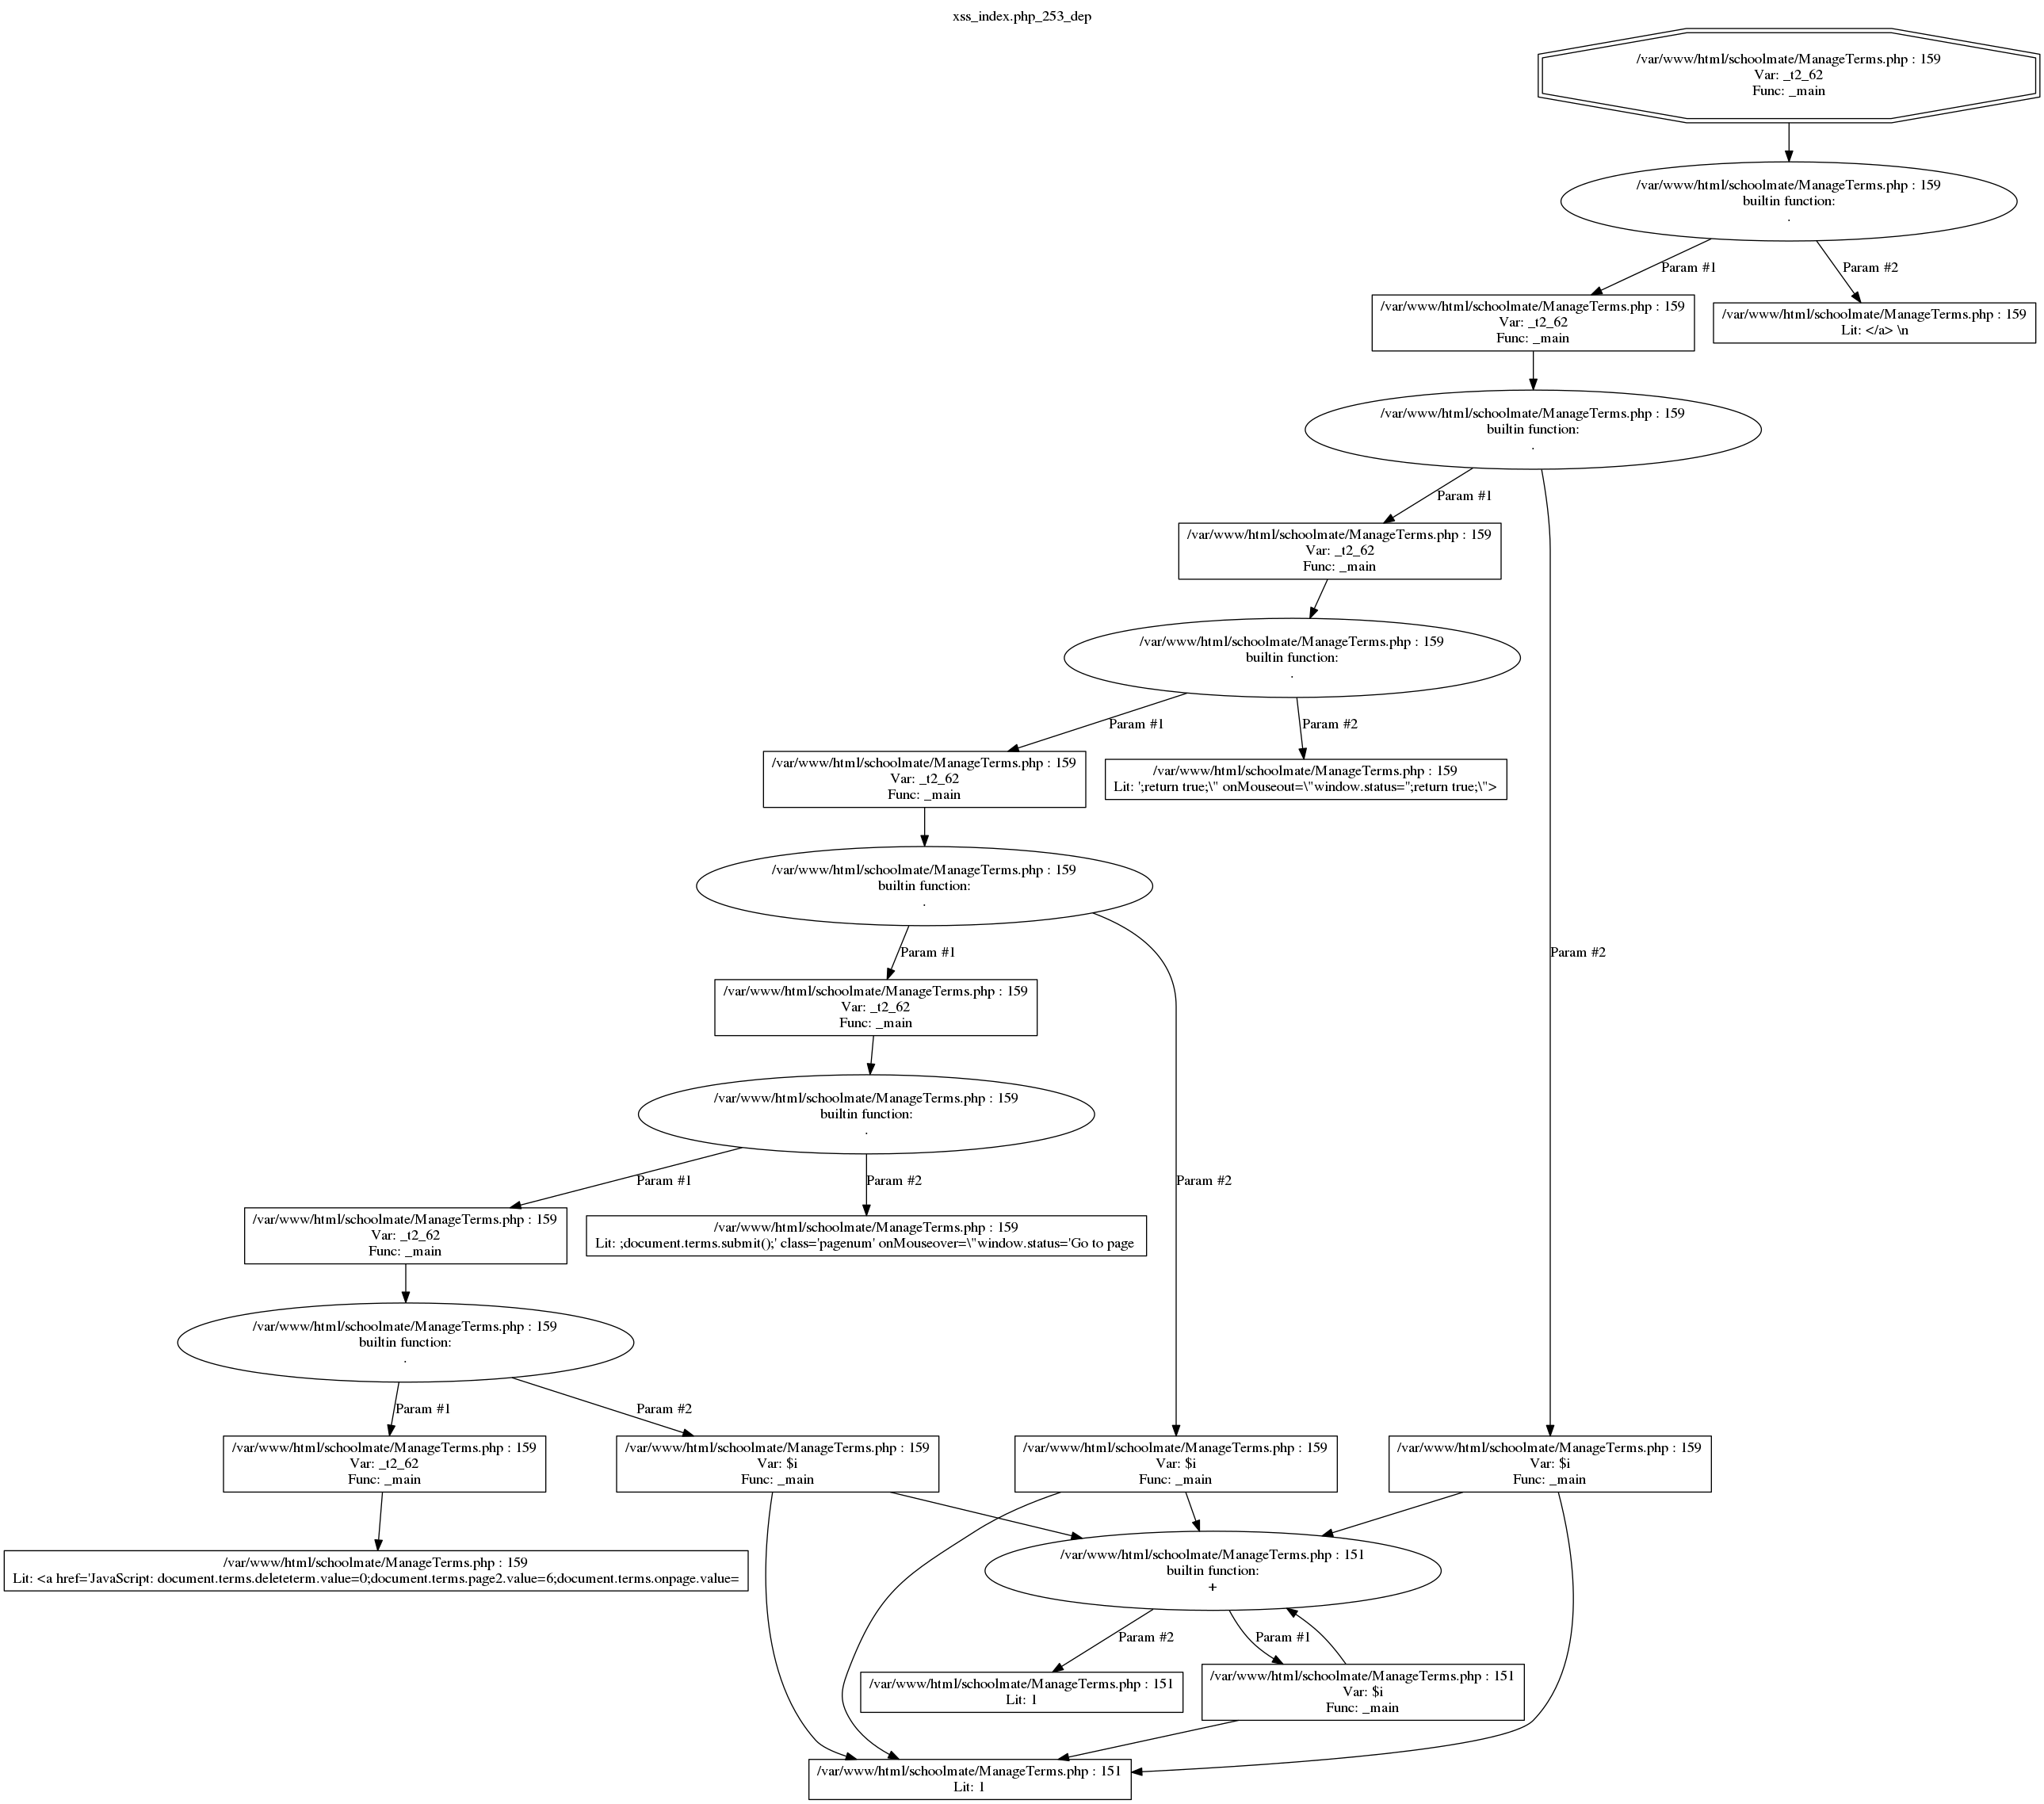 xss_index.php_253_dep
/var/www/html/schoolmate/ManageTerms.php : 159
Var: _t2_62
Func: _main
/var/www/html/schoolmate/ManageTerms.php : 159
builtin function:
.
Param #1
Param #2
/var/www/html/schoolmate/ManageTerms.php : 159
Var: _t2_62
Func: _main
/var/www/html/schoolmate/ManageTerms.php : 159
Lit: </a> \n
/var/www/html/schoolmate/ManageTerms.php : 159
builtin function:
.
Param #1
/var/www/html/schoolmate/ManageTerms.php : 159
Var: _t2_62
Func: _main
/var/www/html/schoolmate/ManageTerms.php : 159
builtin function:
.
Param #1
Param #2
/var/www/html/schoolmate/ManageTerms.php : 159
Var: _t2_62
Func: _main
/var/www/html/schoolmate/ManageTerms.php : 159
Lit: ';return true;\" onMouseout=\"window.status='';return true;\">
/var/www/html/schoolmate/ManageTerms.php : 159
builtin function:
.
Param #1
Param #2
/var/www/html/schoolmate/ManageTerms.php : 159
Var: _t2_62
Func: _main
/var/www/html/schoolmate/ManageTerms.php : 159
builtin function:
.
Param #1
Param #2
Param #2
/var/www/html/schoolmate/ManageTerms.php : 159
Var: _t2_62
Func: _main
/var/www/html/schoolmate/ManageTerms.php : 159
Lit: ;document.terms.submit();' class='pagenum' onMouseover=\"window.status='Go to page
/var/www/html/schoolmate/ManageTerms.php : 159
builtin function:
.
Param #1
Param #2
/var/www/html/schoolmate/ManageTerms.php : 159
Var: _t2_62
Func: _main
/var/www/html/schoolmate/ManageTerms.php : 159
Var: $i
Func: _main
/var/www/html/schoolmate/ManageTerms.php : 159
Var: $i
Func: _main
/var/www/html/schoolmate/ManageTerms.php : 159
Var: $i
Func: _main
/var/www/html/schoolmate/ManageTerms.php : 159
Lit: <a href='JavaScript: document.terms.deleteterm.value=0;document.terms.page2.value=6;document.terms.onpage.value=
/var/www/html/schoolmate/ManageTerms.php : 151
builtin function:
+
Param #2
Param #1
/var/www/html/schoolmate/ManageTerms.php : 151
Lit: 1
/var/www/html/schoolmate/ManageTerms.php : 151
Var: $i
Func: _main
/var/www/html/schoolmate/ManageTerms.php : 151
Lit: 1